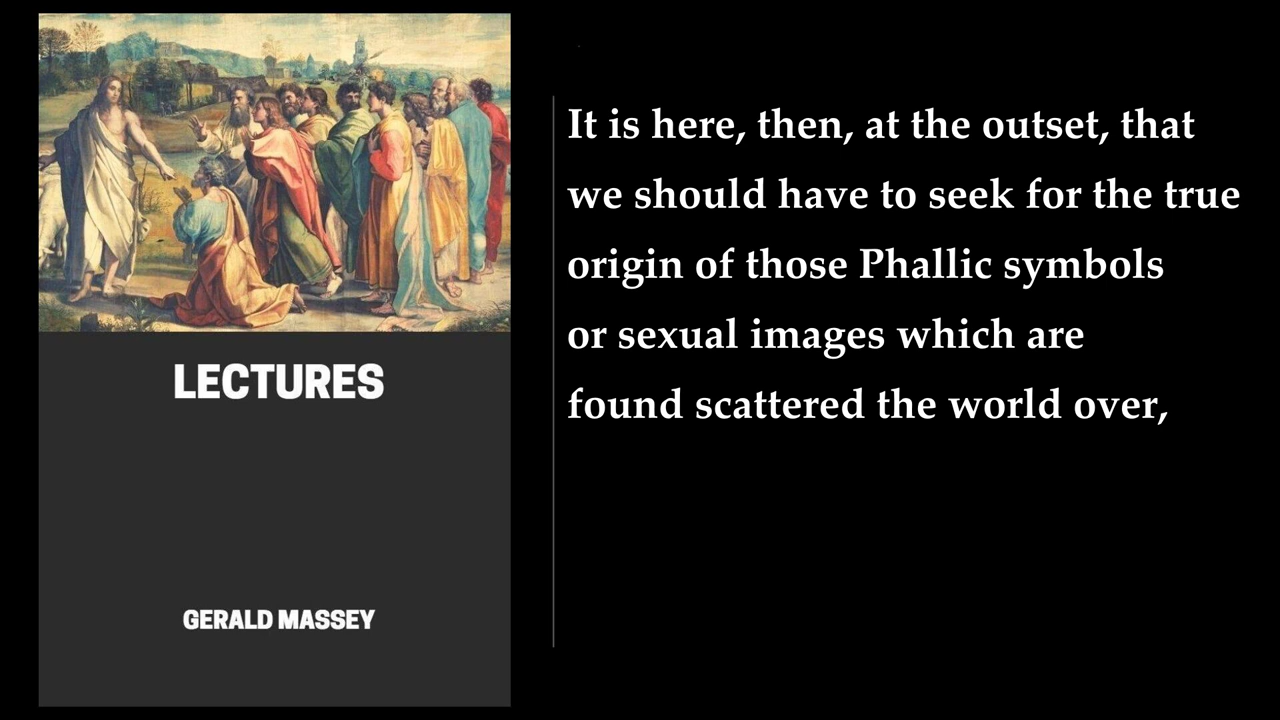 LECTURES
GERALD MASSEY
It is here, then, at the outset, that
we should have to seek for the true
origin of those Phallic symbols
or sexual images which are
found scattered the world over,